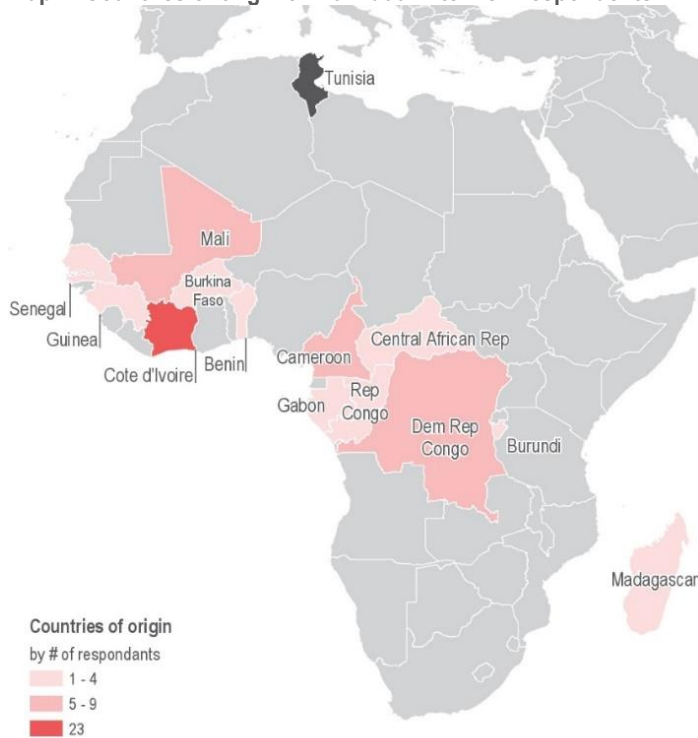 Tunisia
Mali
Burkina
Faso
Senegal
Guinea
Cote d'Ivoire
Benin
Cameroon
Central African Rep
Gabon
Rep
Congo
Dem Rep
Congo
Burundi
Madagascar
Countries of origin
by # of respondants
1 - 4
5 - 9
23